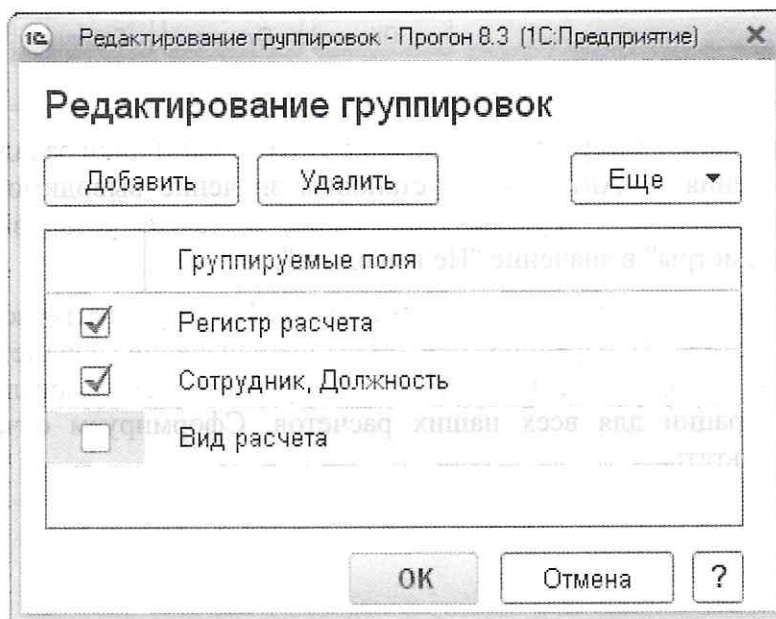 1С Редактирование группировок - Прогон 8.3 (1С:Предприятие)
Редактирование группировок
Добавить Удалить Еще
Группируемые поля
Регистр расчета
Сотрудник, Должность
Вид расчета
OK Отмена ?